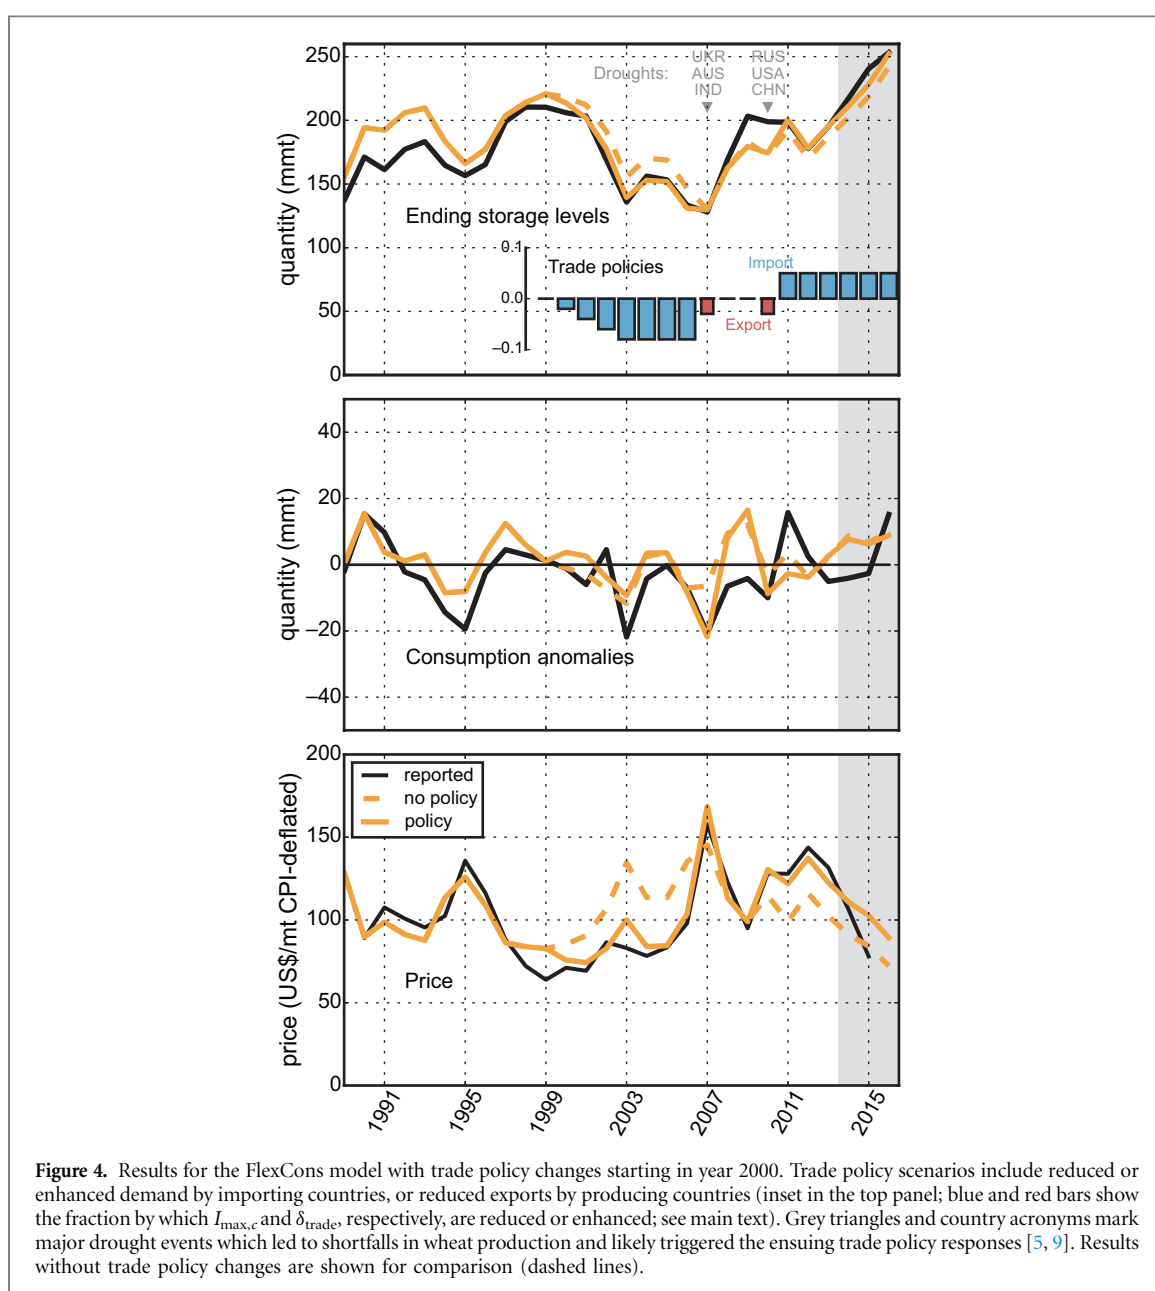 250
200
150
100
50
0
quantity (mmt)
Droughts:
UKR
AUS
IND
RUS
USA
CHN
Ending storage levels
0.1
0.0
−0.1
Trade policies
Import
Export
40
20
0
−20
−40
quantity (mmt)
Consumption anomalies
200
150
100
50
0
price (US$/mt CPI-deflated)
reported
no policy
policy
Price
1991
1995
1999
2003
2007
2011
2015
Figure 4. Results for the FlexCons model with trade policy changes starting in year 2000. Trade policy scenarios include reduced or
enhanced demand by importing countries, or reduced exports by producing countries (inset in the top panel; blue and red bars show
the fraction by which I_max,c and δ_trade, respectively, are reduced or enhanced; see main text). Grey triangles and country acronyms mark
major drought events which led to shortfalls in wheat production and likely triggered the ensuing trade policy responses [5, 9]. Results
without trade policy changes are shown for comparison (dashed lines).